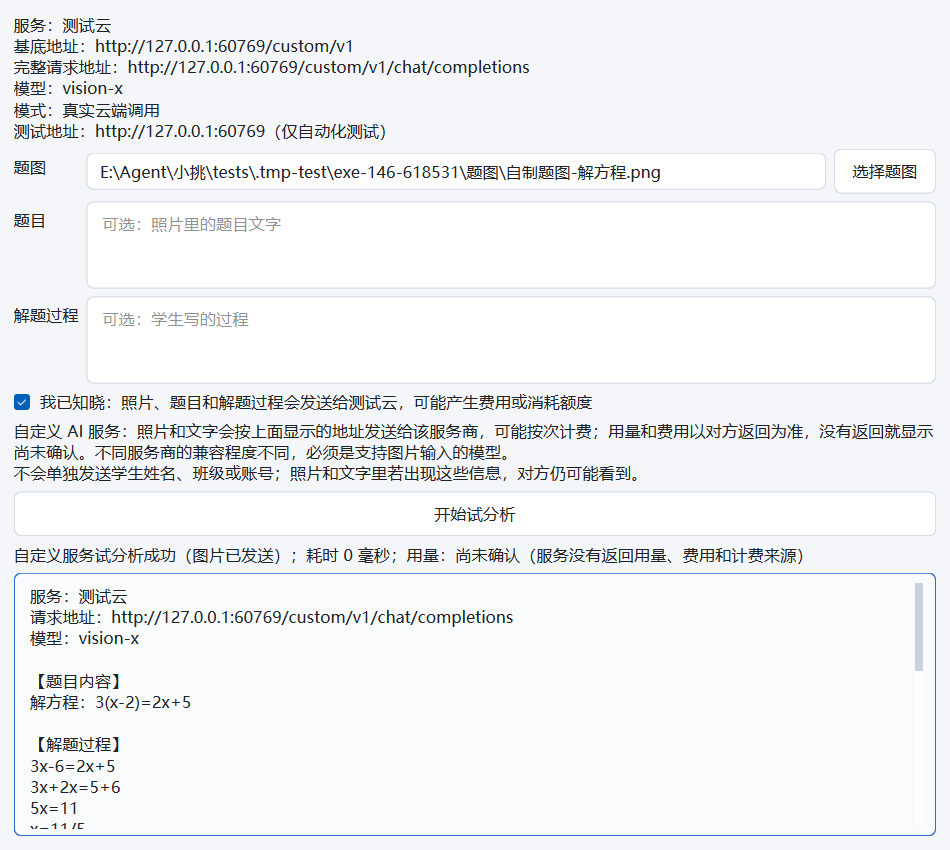 服务：测试云
基底地址：http://127.0.0.1:60769/custom/v1
完整请求地址：http://127.0.0.1:60769/custom/v1/chat/completions
模型：vision-x
模式：真实云端调用
测试地址：http://127.0.0.1:60769（仅自动化测试）
题图
E:\Agent\小挑\tests\.tmp-test\exe-146-618531\题图\自制题图-解方程.png
选择题图
题目
可选：照片里的题目文字
解题过程
可选：学生写的过程
我已知晓：照片、题目和解题过程会发送给测试云，可能产生费用或消耗额度
自定义 AI 服务：照片和文字会按上面显示的地址发送给该服务商，可能按次计费；用量和费用以对方返回为准，没有返回就显示
尚未确认。不同服务商的兼容程度不同，必须是支持图片输入的模型。
不会单独发送学生姓名、班级或账号；照片和文字里若出现这些信息，对方仍可能看到。
开始试分析
自定义服务试分析成功（图片已发送）；耗时 0 毫秒；用量：尚未确认（服务没有返回用量、费用和计费来源）
服务：测试云
请求地址：http://127.0.0.1:60769/custom/v1/chat/completions
模型：vision-x
【题目内容】
解方程：3(x-2)=2x+5
【解题过程】
3x-6=2x+5
3x+2x=5+6
5x=11
x=11/5